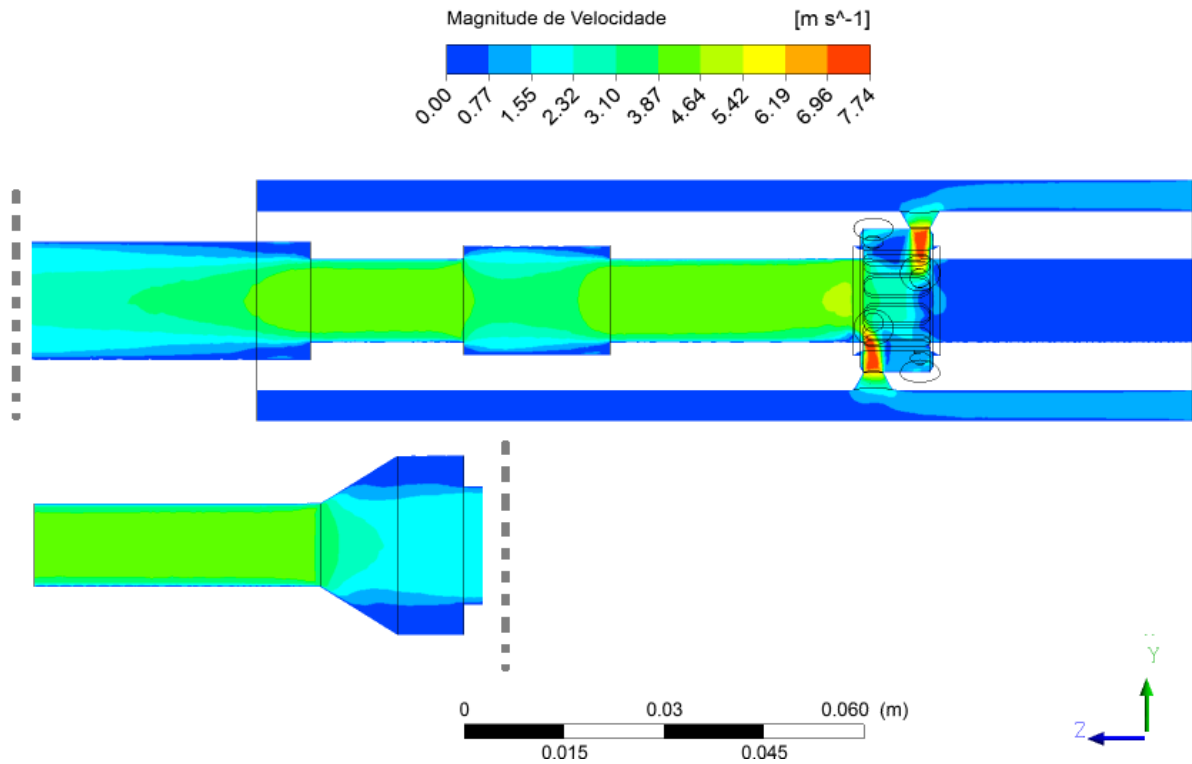 Magnitude de Velocidade [m s^-1]
0.00 0.77 1.55 2.32 3.10 3.87 4.64 5.42 6.19 6.96 7.74
0 0.03 0.060 (m)
0.015 0.045
Y
Z